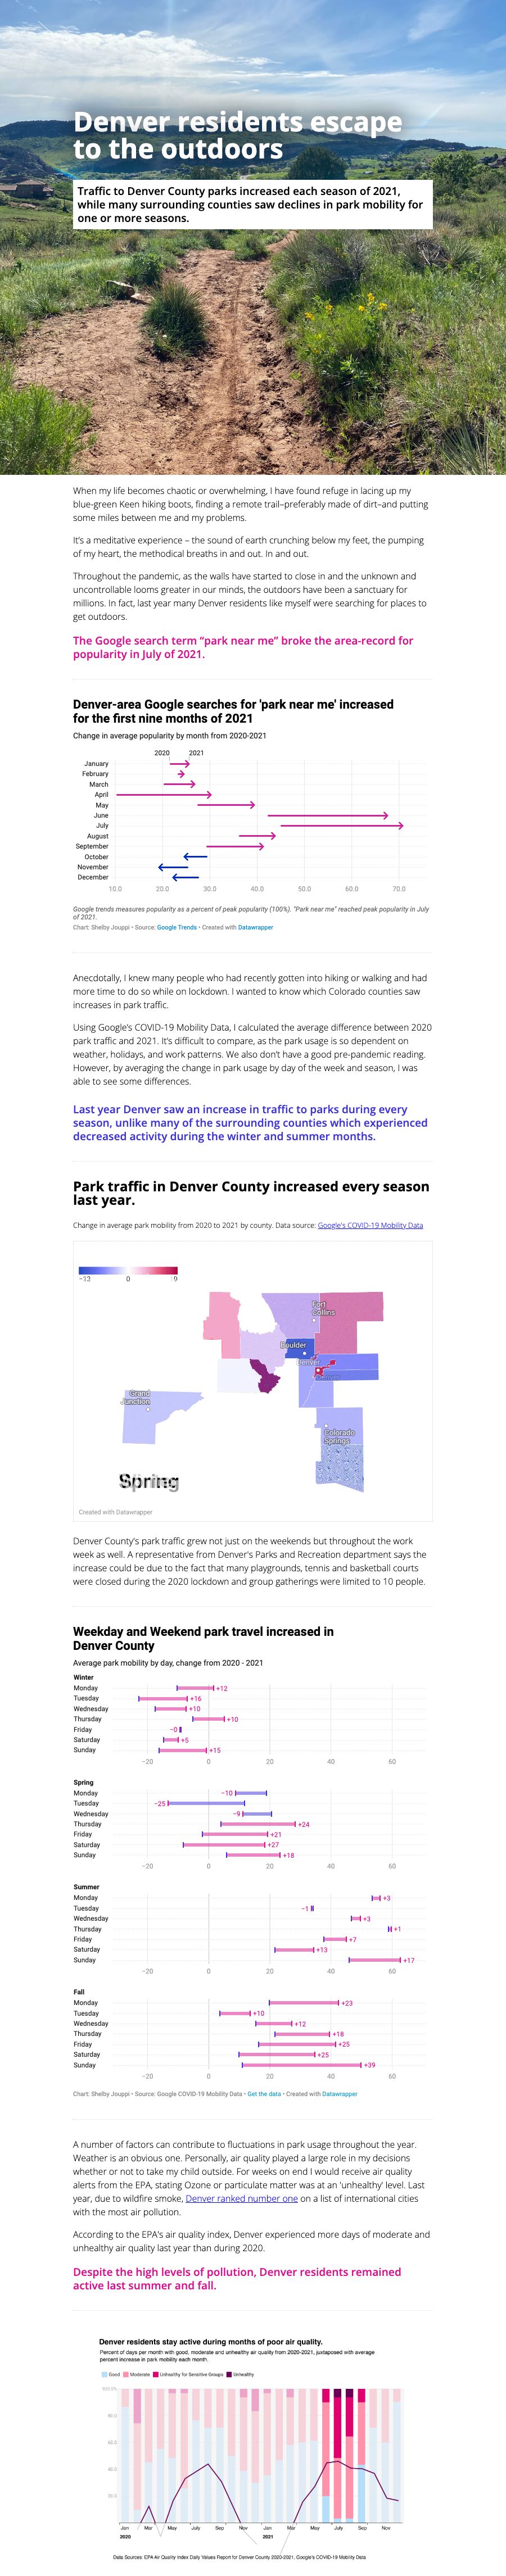 Denver residents escape
to the outdoors
Traffic to Denver County parks increased each season of 2021,
while many surrounding counties saw declines in park mobility for
one or more seasons.
When my life becomes chaotic or overwhelming, I have found refuge in lacing up my
blue-green Keen hiking boots, finding a remote trail–preferably made of dirt–and putting
some miles between me and my problems.
It's a meditative experience – the sound of earth crunching below my feet, the pumping
of my heart, the methodical breaths in and out. In and out.
Throughout the pandemic, as the walls have started to close in and the unknown and
uncontrollable looms greater in our minds, the outdoors have been a sanctuary for
millions. In fact, last year many Denver residents like myself were searching for places to
get outdoors.
The Google search term “park near me” broke the area-record for
popularity in July of 2021.
Denver-area Google searches for 'park near me' increased
for the first nine months of 2021
Change in average popularity by month from 2020-2021
2020 2021
January
February
March
April
May
June
July
August
September
October
November
December
10.0 20.0 30.0 40.0 50.0 60.0 70.0
Google trends measures popularity as a percent of peak popularity (100%). "Park near me" reached peak popularity in July
of 2021.
Chart: Shelby Jouppi • Source: Google Trends • Created with Datawrapper
Anecdotally, I knew many people who had recently gotten into hiking or walking and had
more time to do so while on lockdown. I wanted to know which Colorado counties saw
increases in park traffic.
Using Google's COVID-19 Mobility Data, I calculated the average difference between 2020
park traffic and 2021. It's difficult to compare, as the park usage is so dependent on
weather, holidays, and work patterns. We also don't have a good pre-pandemic reading.
However, by averaging the change in park usage by day of the week and season, I was
able to see some differences.
Last year Denver saw an increase in traffic to parks during every
season, unlike many of the surrounding counties which experienced
decreased activity during the winter and summer months.
Park traffic in Denver County increased every season
last year.
Change in average park mobility from 2020 to 2021 by county. Data source: Google's COVID-19 Mobility Data
−12 0 9
Fort
Collins
Boulder
Denver
Grand
Junction
Colorado
Springs
Spring
Created with Datawrapper
Denver County's park traffic grew not just on the weekends but throughout the work
week as well. A representative from Denver's Parks and Recreation department says the
increase could be due to the fact that many playgrounds, tennis and basketball courts
were closed during the 2020 lockdown and group gatherings were limited to 10 people.
Weekday and Weekend park travel increased in
Denver County
Average park mobility by day, change from 2020 - 2021
Winter
Monday +12
Tuesday +16
Wednesday +10
Thursday +10
Friday −0
Saturday +5
Sunday +15
−20 0 20 40 60
Spring
Monday −10
Tuesday −25
Wednesday −9
Thursday +24
Friday +21
Saturday +27
Sunday +18
−20 0 20 40 60
Summer
Monday +3
Tuesday −1
Wednesday +3
Thursday +1
Friday +7
Saturday +13
Sunday +17
−20 0 20 40 60
Fall
Monday +23
Tuesday +10
Wednesday +12
Thursday +18
Friday +25
Saturday +25
Sunday +39
−20 0 20 40 60
Chart: Shelby Jouppi • Source: Google COVID-19 Mobility Data • Get the data • Created with Datawrapper
A number of factors can contribute to fluctuations in park usage throughout the year.
Weather is an obvious one. Personally, air quality played a large role in my decisions
whether or not to take my child outside. For weeks on end I would receive air quality
alerts from the EPA, stating Ozone or particulate matter was at an 'unhealthy' level. Last
year, due to wildfire smoke, Denver ranked number one on a list of international cities
with the most air pollution.
According to the EPA's air quality index, Denver experienced more days of moderate and
unhealthy air quality last year than during 2020.
Despite the high levels of pollution, Denver residents remained
active last summer and fall.
Denver residents stay active during months of poor air quality.
Percent of days per month with good, moderate and unhealthy air quality from 2020-2021, juxtaposed with average
percent increase in park mobility each month.
Good Moderate Unhealthy for Sensitive Groups Unhealthy
100.0%
80.0
60.0
40.0
20.0
Jan Mar May July Sep Nov Jan Mar May July Sep Nov
2020 2021
Data Sources: EPA Air Quality Index Daily Values Report for Denver County 2020-2021, Google's COVID-19 Mobility Data